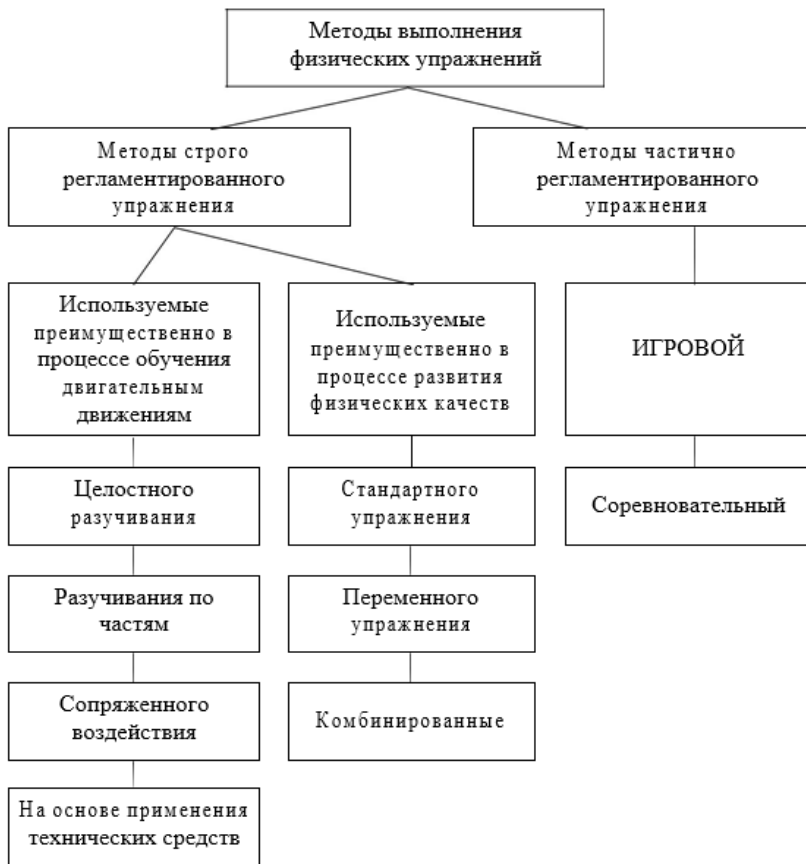 Методы выполнения
физических упражнений
Методы строго
регламентированного
упражнения
Методы частично
регламентированного
упражнения
Используемые
преимущественно в
процессе обучения
двигательным
движениям
Используемые
преимущественно в
процессе развития
физических качеств
ИГРОВОЙ
Целостного
разучивания
Стандартного
упражнения
Соревновательный
Разучивания по
частям
Переменного
упражнения
Сопряженного
воздействия
Комбинированные
На основе применения
технических средств